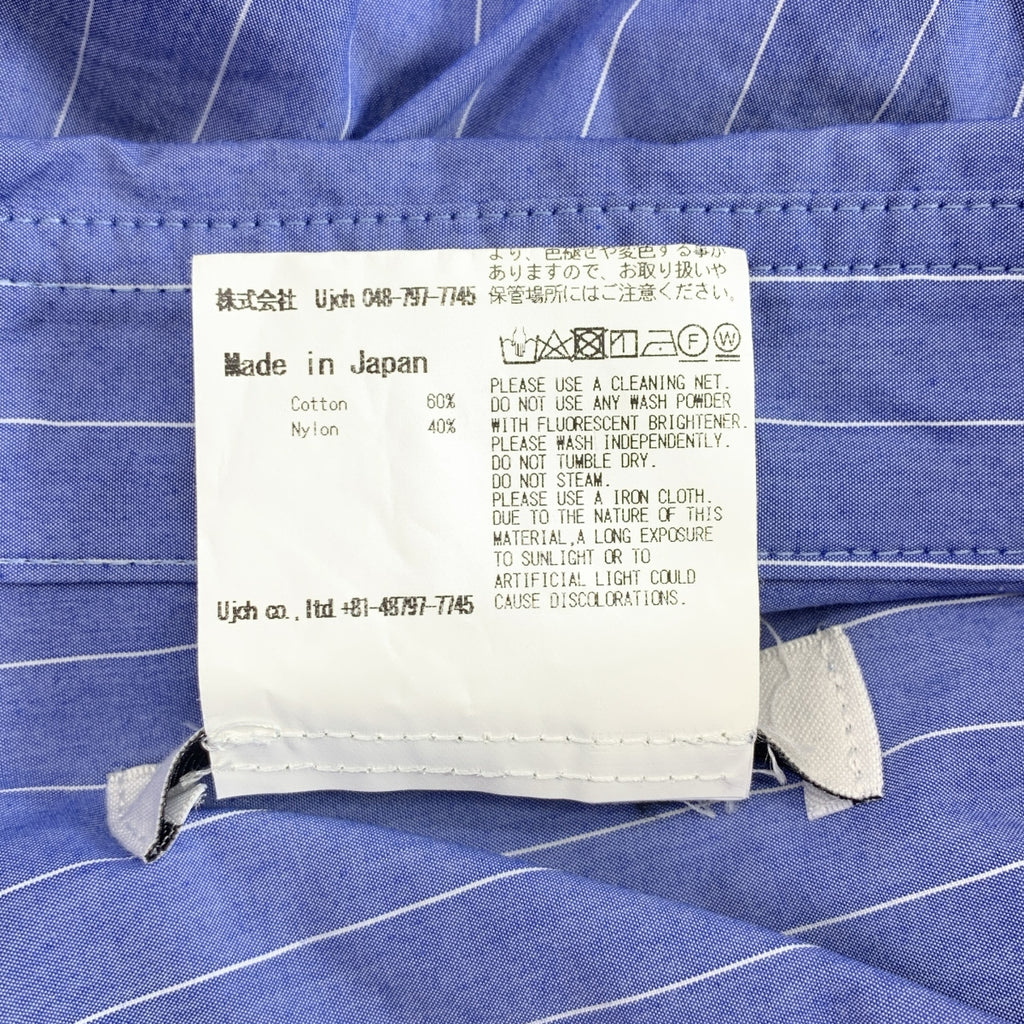 より、色褪せや変色する事が
ありますので、お取り扱いや
保管場所にはご注意ください。
株式会社 Ujoh 048-797-7745
Made in Japan
Cotton 60%
Nylon 40%
Ujoh co.,ltd +81-48797-7745
F W
PLEASE USE A CLEANING NET.
DO NOT USE ANY WASH POWDER
WITH FLUORESCENT BRIGHTENER.
PLEASE WASH INDEPENDENTLY.
DO NOT TUMBLE DRY.
DO NOT STEAM.
PLEASE USE A IRON CLOTH.
DUE TO THE NATURE OF THIS
MATERIAL,A LONG EXPOSURE
TO SUNLIGHT OR TO
ARTIFICIAL LIGHT COULD
CAUSE DISCOLORATIONS.